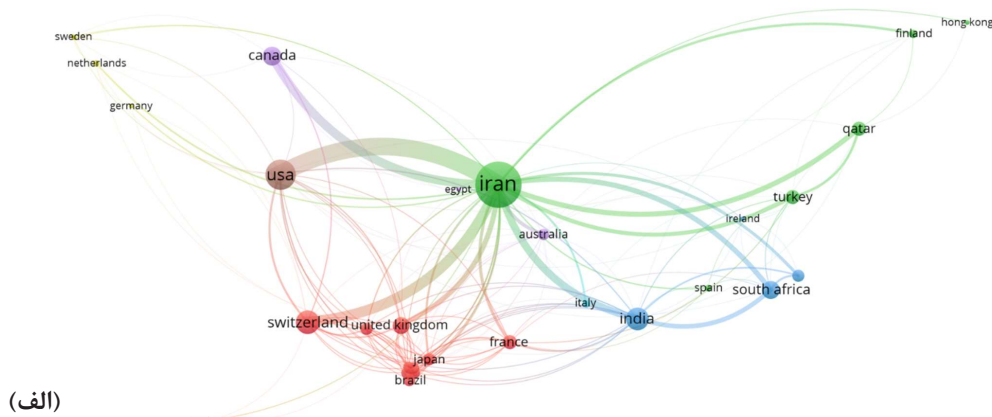 hong kong
sweden
finland
canada
netherlands
germany
qatar
usa
iran
egypt
turkey
ireland
australia
spain
south africa
italy
india
switzerland
united kingdom
france
japan
brazil
(الف)